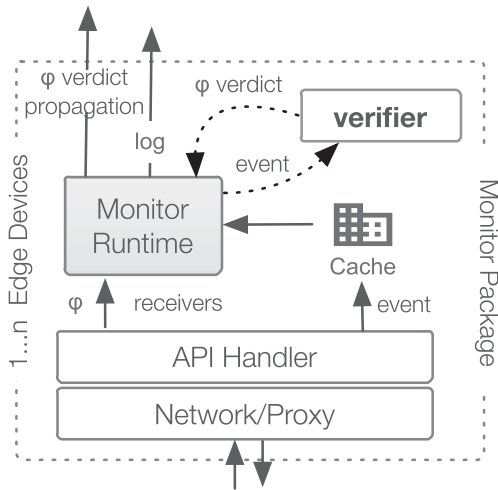 φ verdict
propagation
φ verdict
verifier
log
event
Monitor
Runtime
Cache
φ receivers
event
API Handler
Network/Proxy
1...n Edge Devices
Monitor Package